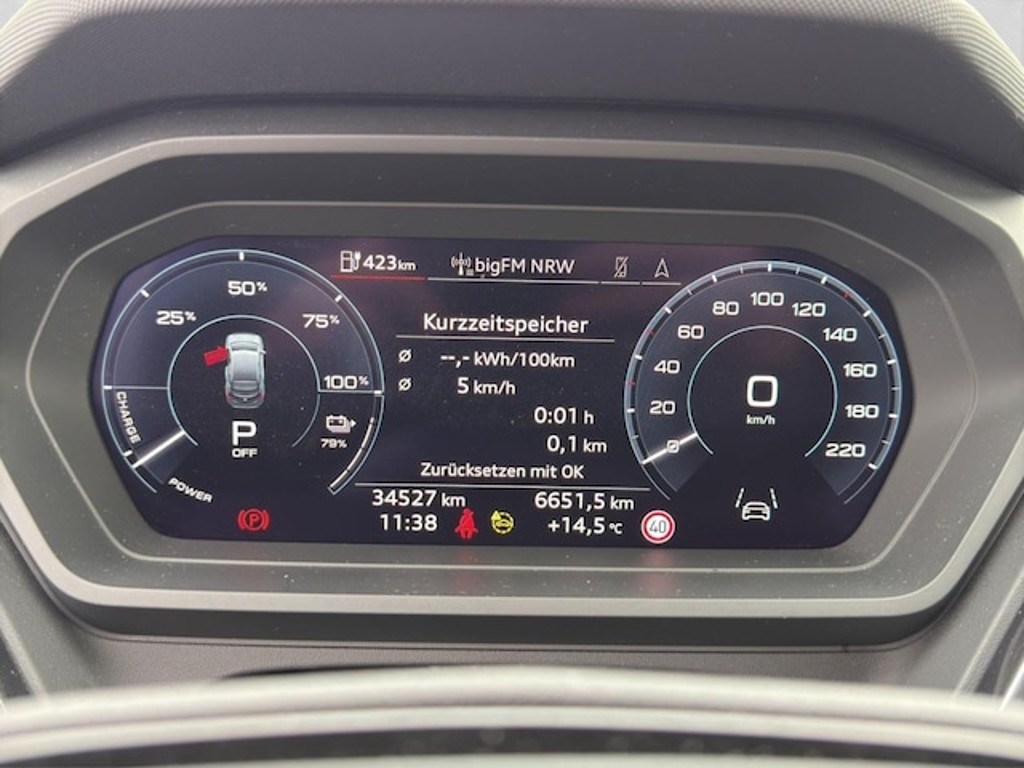 423 km
bigFM NRW
50%
25%
75%
100%
CHARGE
POWER
79%
P
OFF
Kurzzeitspeicher
Ø --,- kWh/100km
Ø 5 km/h
0:01 h
0,1 km
Zurücksetzen mit OK
34527 km
6651,5 km
11:38
+14,5 °C
(P)
40
0
20
40
60
80
100
120
140
160
180
220
0
km/h